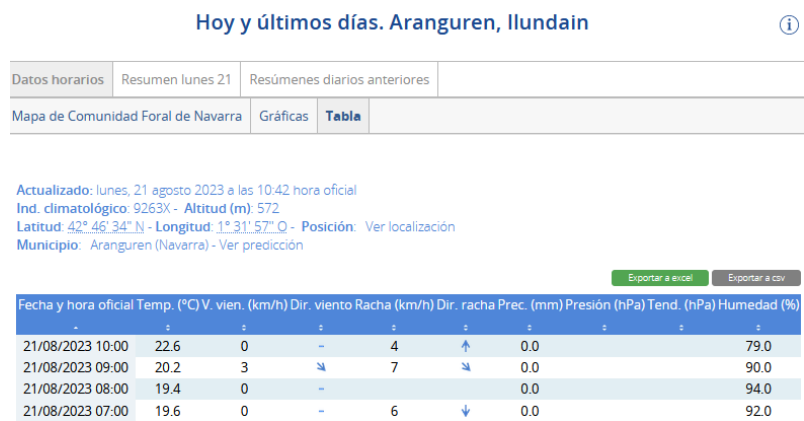 Hoy y últimos días. Aranguren, Ilundain
Datos horarios Resumen lunes 21 Resúmenes diarios anteriores
Mapa de Comunidad Foral de Navarra Gráficas Tabla
Actualizado: lunes, 21 agosto 2023 a las 10:42 hora oficial
Ind. climatológico: 9263X - Altitud (m): 572
Latitud: 42° 46' 34'' N - Longitud: 1° 31' 57'' O - Posición: Ver localización
Municipio: Aranguren (Navarra) - Ver predicción
Exportar a excel Exportar a csv
Fecha y hora oficial Temp. (°C) V. vien. (km/h) Dir. viento Racha (km/h) Dir. racha Prec. (mm) Presión (hPa) Tend. (hPa) Humedad (%)
21/08/2023 10:00 22.6 0 - 4 0.0 79.0
21/08/2023 09:00 20.2 3 7 0.0 90.0
21/08/2023 08:00 19.4 0 - 0.0 94.0
21/08/2023 07:00 19.6 0 - 6 0.0 92.0